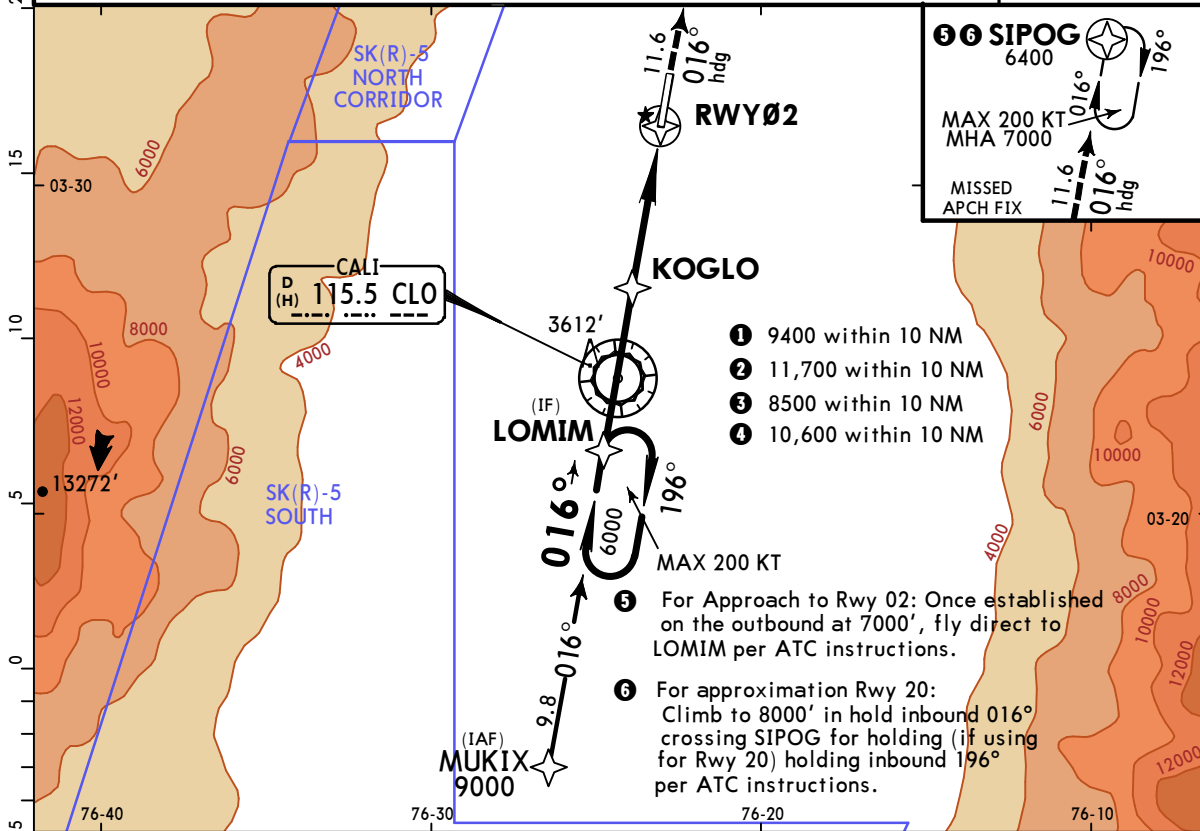 SK(R)-5
NORTH
CORRIDOR
11.6
016°
hdg
RWYØ2
❺❻ SIPOG
6400
196°
016°
MAX 200 KT
MHA 7000
11.6
016°
hdg
MISSED
APCH FIX
15
03-30
6000
KOGLO
CALI
D
(H) 115.5 CLO
3612'
10
8000
10000
4000
12000
13272'
6000
5
SK(R)-5
SOUTH
❶ 9400 within 10 NM
❷ 11,700 within 10 NM
❸ 8500 within 10 NM
❹ 10,600 within 10 NM
(IF)
LOMIM
016°
6000
196°
MAX 200 KT
10000
6000
10000
03-20
4000
8000
10000
12000
12000
❺ For Approach to Rwy 02: Once established
on the outbound at 7000', fly direct to
LOMIM per ATC instructions.
❻ For approximation Rwy 20:
Climb to 8000' in hold inbound 016°
crossing SIPOG for holding (if using
for Rwy 20) holding inbound 196°
per ATC instructions.
0
016°
9.8
(IAF)
MUKIX
9000
5
76-40
76-30
76-20
76-10